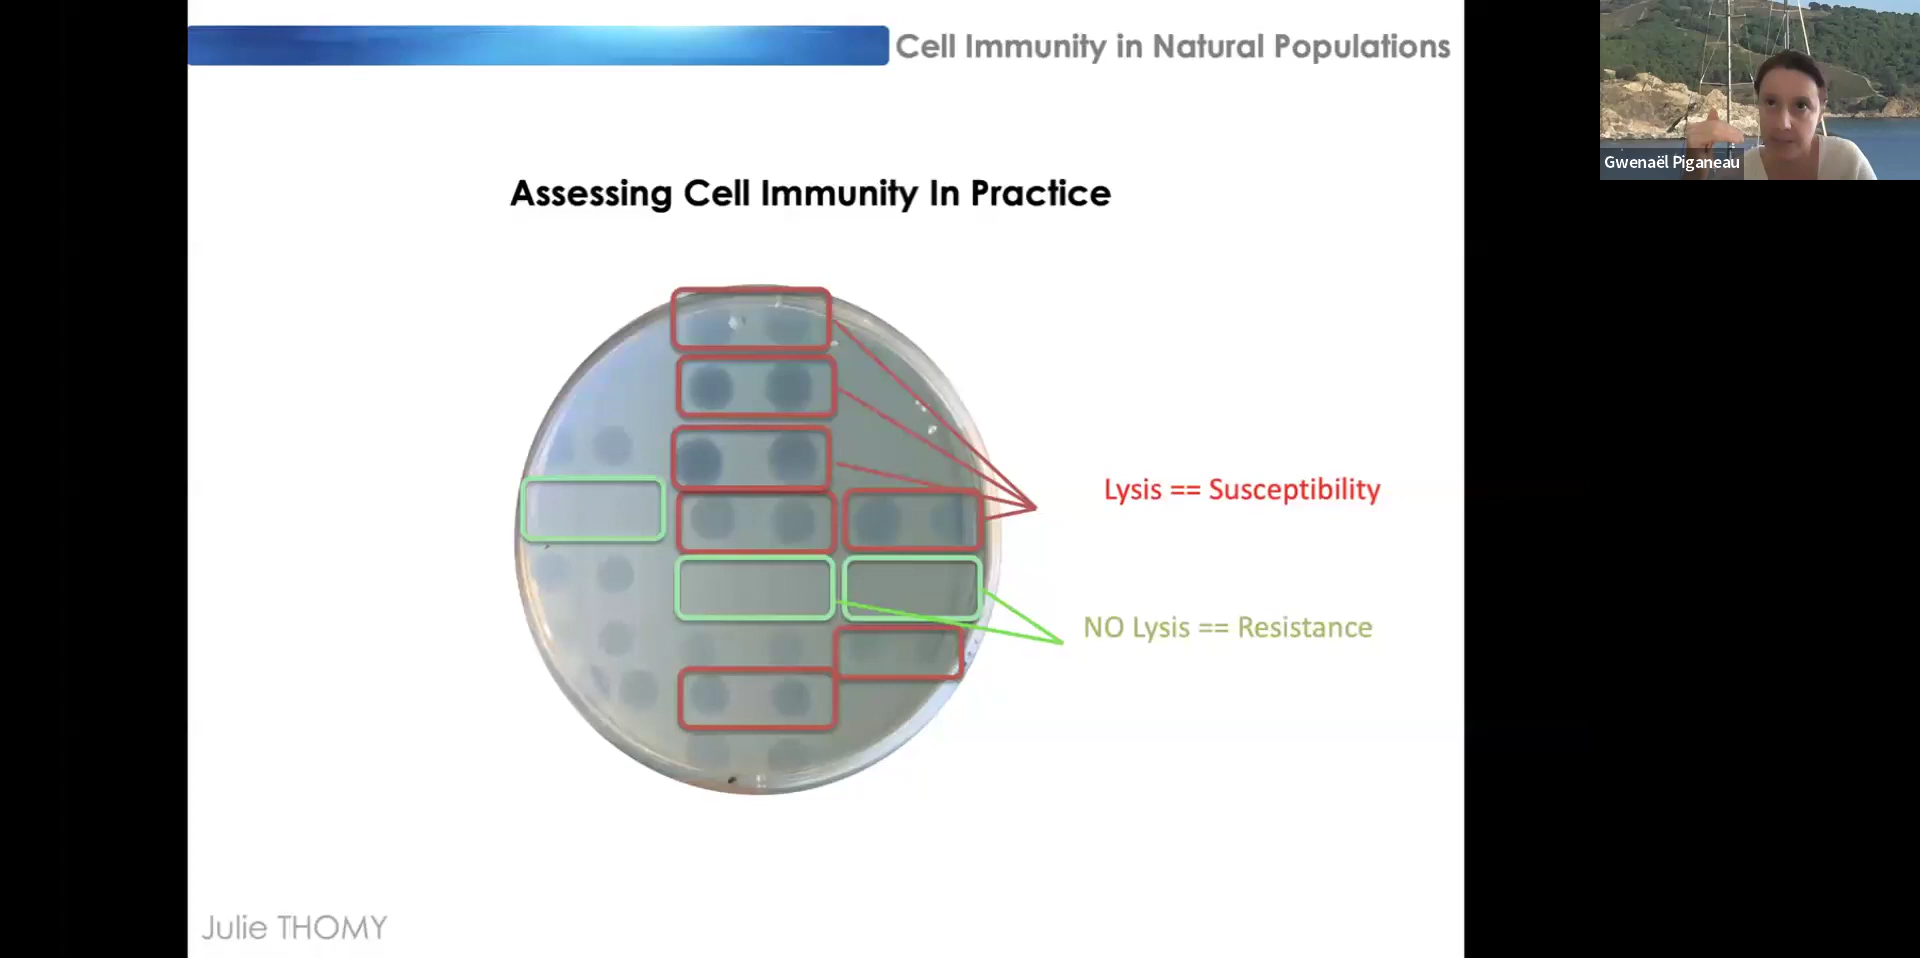 Cell Immunity in Natural Populations
Gwenaël Piganeau
Assessing Cell Immunity In Practice
Lysis == Susceptibility
NO Lysis == Resistance
Julie THOMY